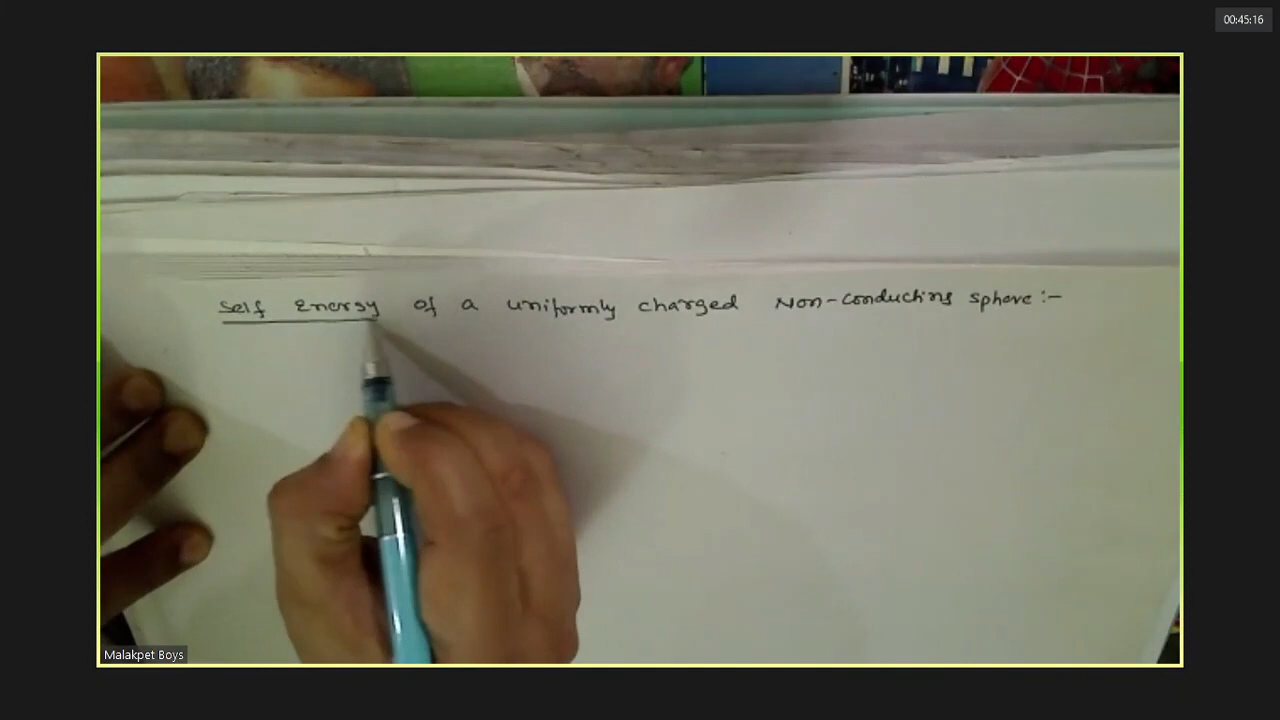 00:45:16
Self Energy of a uniformly charged Non-conducting sphere :-
Malakpet Boys